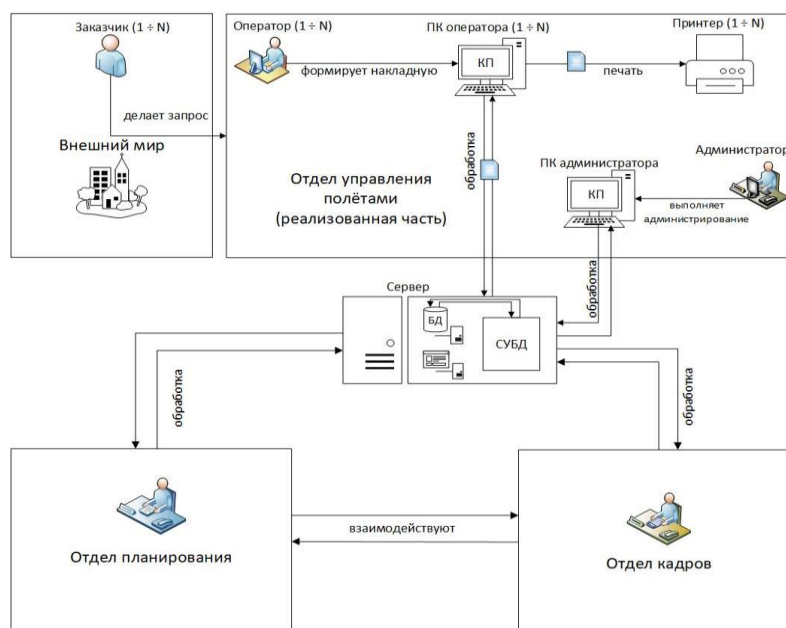 Заказчик (1 ÷ N)
делает запрос
Внешний мир
Оператор (1 ÷ N)
формирует накладную
ПК оператора (1 ÷ N)
КП
печать
Принтер (1 ÷ N)
обработка
Отдел управления
полётами
(реализованная часть)
ПК администратора
КП
Администратор
выполняет
администрирование
обработка
Сервер
БД
СУБД
обработка
обработка
Отдел планирования
взаимодействуют
Отдел кадров